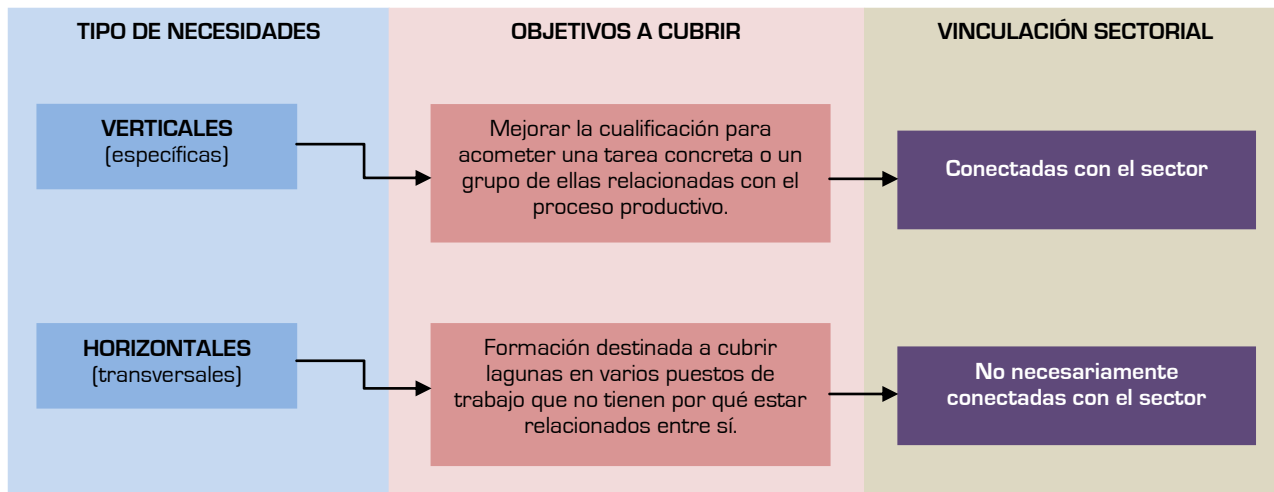 TIPO DE NECESIDADES
OBJETIVOS A CUBRIR
VINCULACIÓN SECTORIAL
VERTICALES
(específicas)
Mejorar la cualificación para
acometer una tarea concreta o un
grupo de ellas relacionadas con el
proceso productivo.
Conectadas con el sector
HORIZONTALES
(transversales)
Formación destinada a cubrir
lagunas en varios puestos de
trabajo que no tienen por qué estar
relacionados entre sí.
No necesariamente
conectadas con el sector